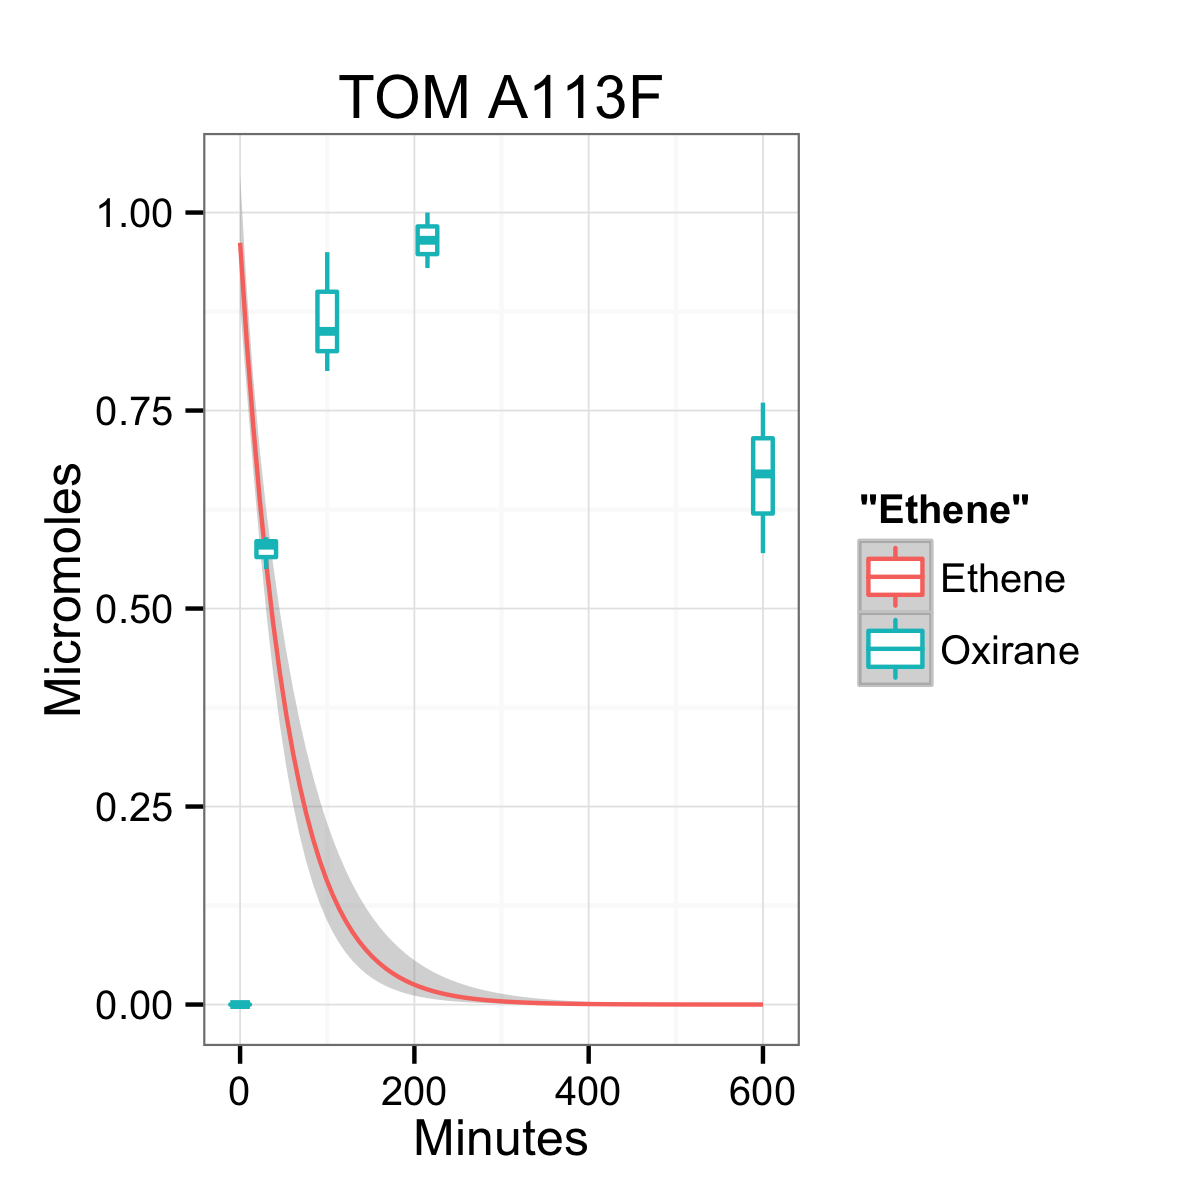 TOM A113F
1.00
0.75
0.50
0.25
0.00
Micromoles
0 200 400 600
Minutes
"Ethene"
Ethene
Oxirane